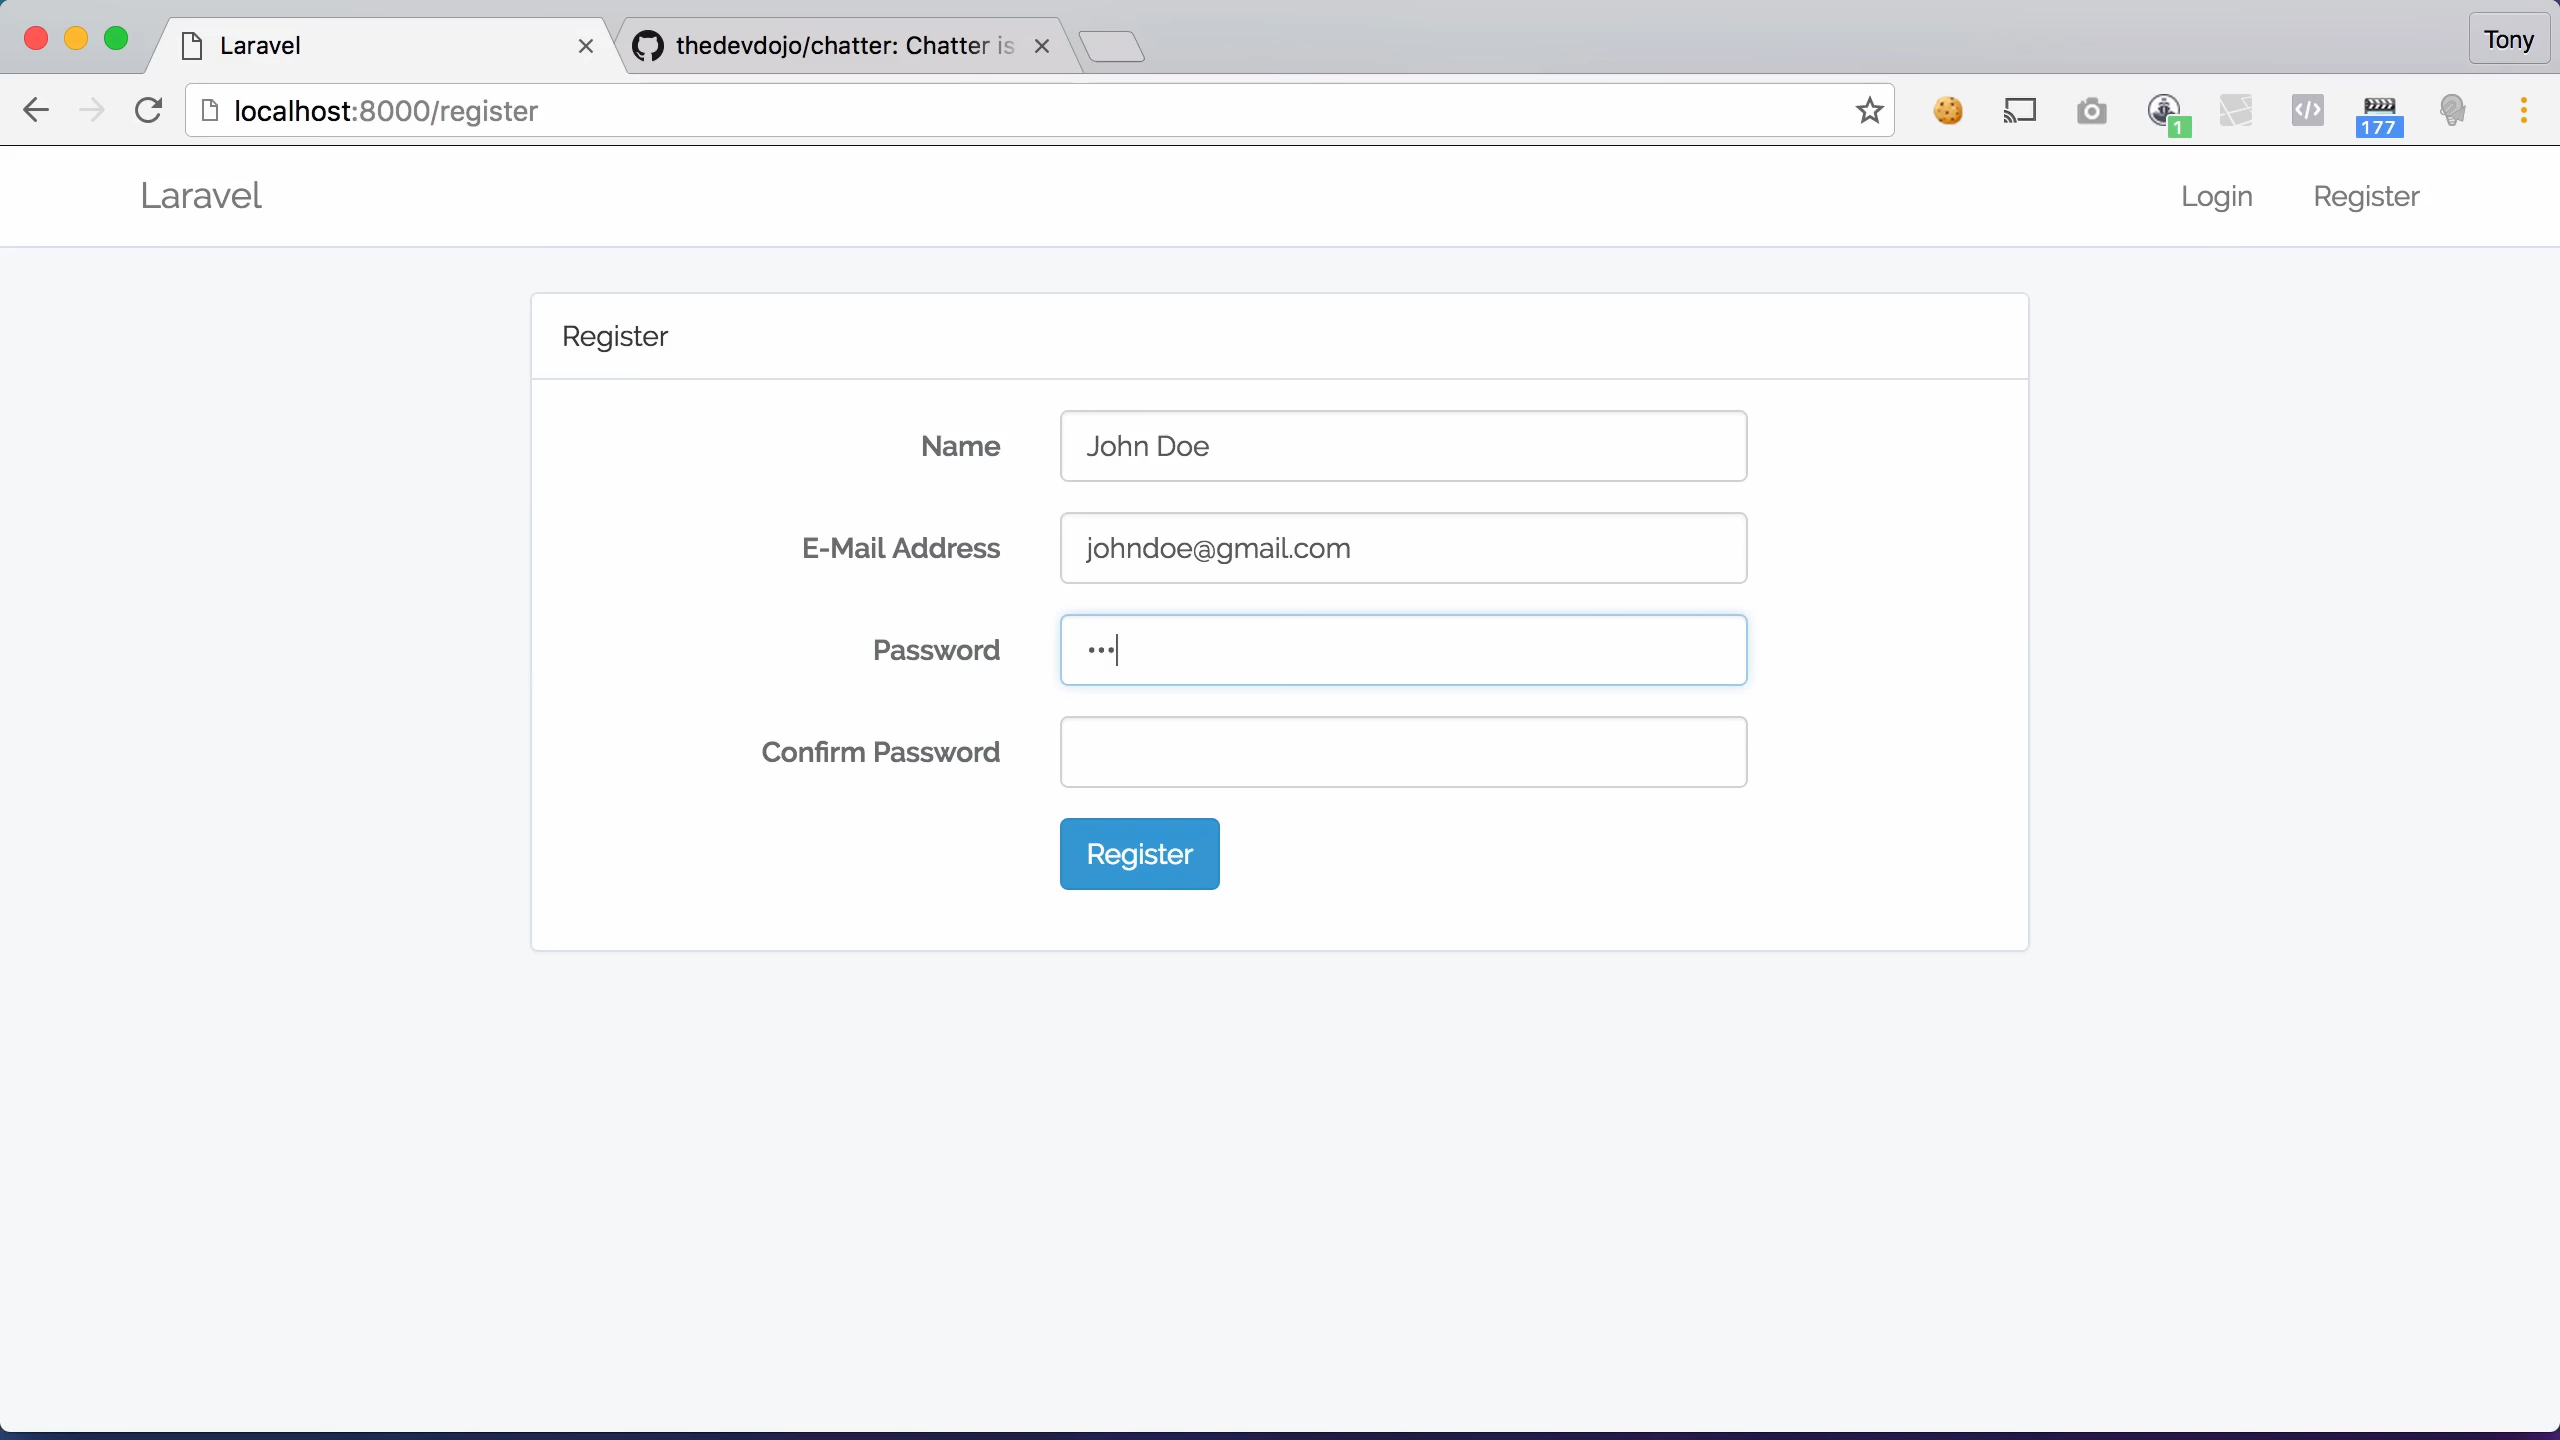 Laravel
thedevdojo/chatter: Chatter is
Tony
localhost:8000/register
1
177
Laravel
Login
Register
Register
Name
John Doe
E-Mail Address
johndoe@gmail.com
Password
•••
Confirm Password
Register